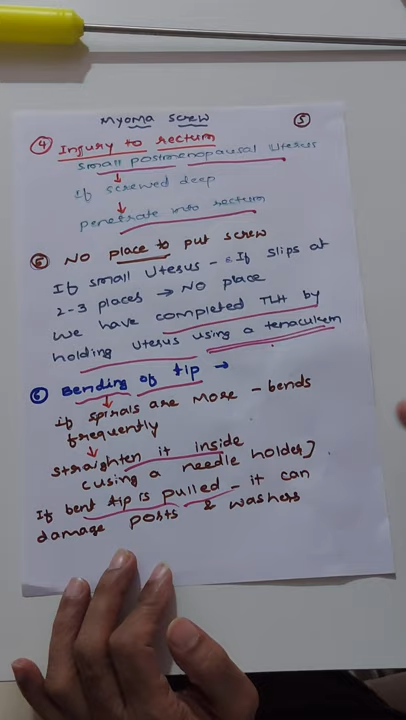 Myoma screw
⑤
④ Injury to rectum
small postmenopausal Uterus
↓
if screwed deep
↓
penetrate into rectum
⑤ No place to put screw
If small Uterus - If slips at
2-3 places → No place
We have completed TLH by
holding Uterus using a tenaculum
⑥ Bending of tip →
↓
if spirals are More - bends
frequently
↓
straighten it inside
(using a needle holder)
If bent tip is pulled - it can
damage ports & washers